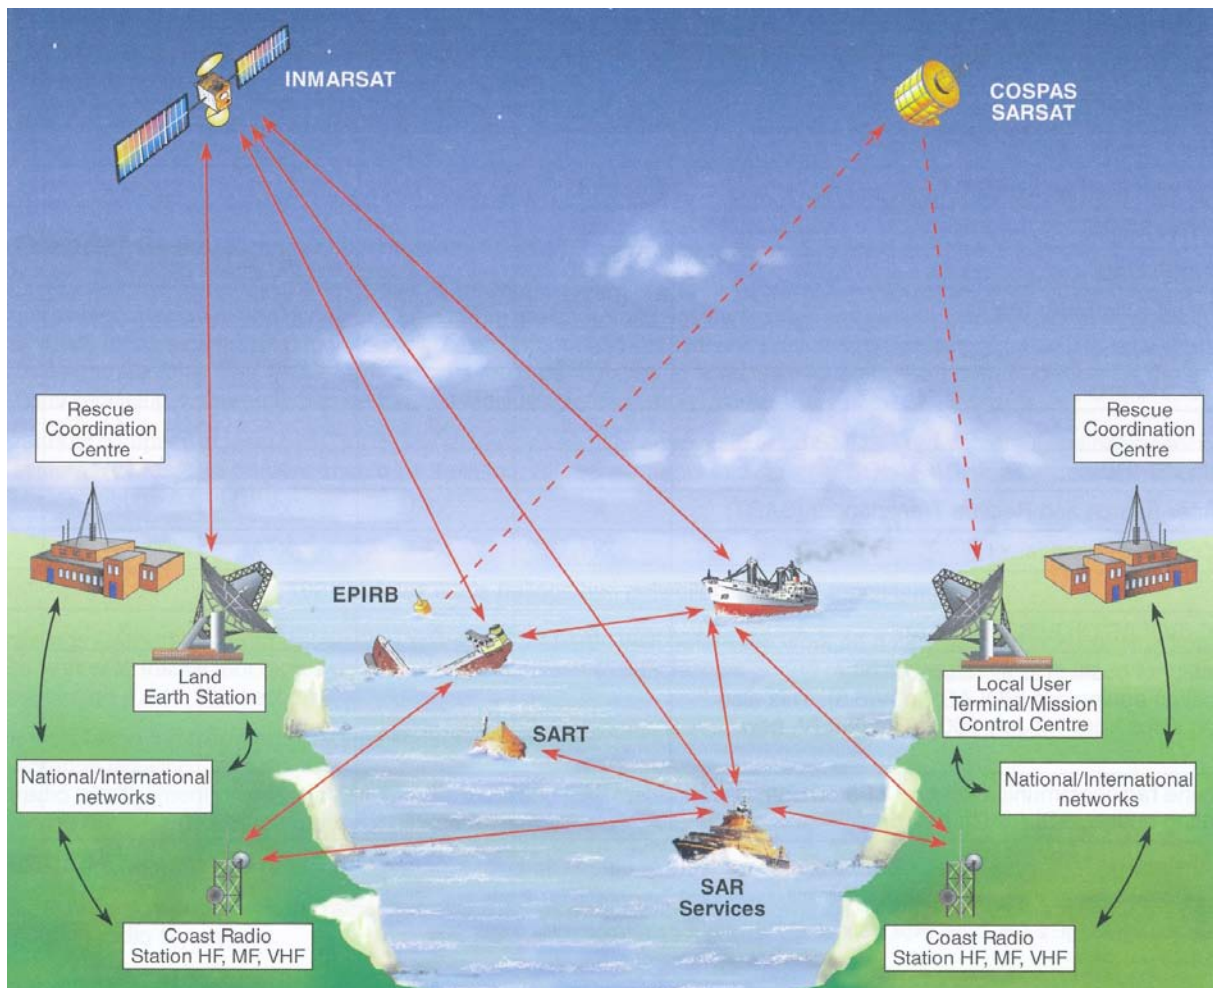 INMARSAT
COSPAS
SARSAT
Rescue
Coordination
Centre
Rescue
Coordination
Centre
EPIRB
Land
Earth Station
Local User
Terminal/Mission
Control Centre
SART
National/International
networks
National/International
networks
SAR
Services
Coast Radio
Station HF, MF, VHF
Coast Radio
Station HF, MF, VHF